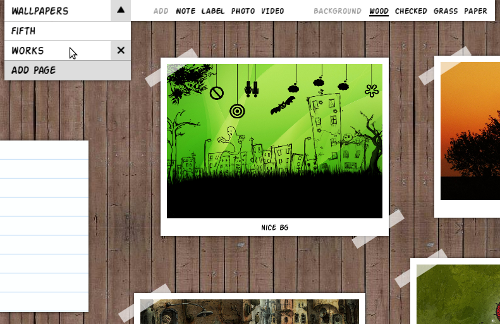 WALLPAPERS
FIFTH
WORKS
ADD PAGE
ADD NOTE LABEL PHOTO VIDEO BACKGROUND WOOD CHECKED GRASS PAPER
NICE BG